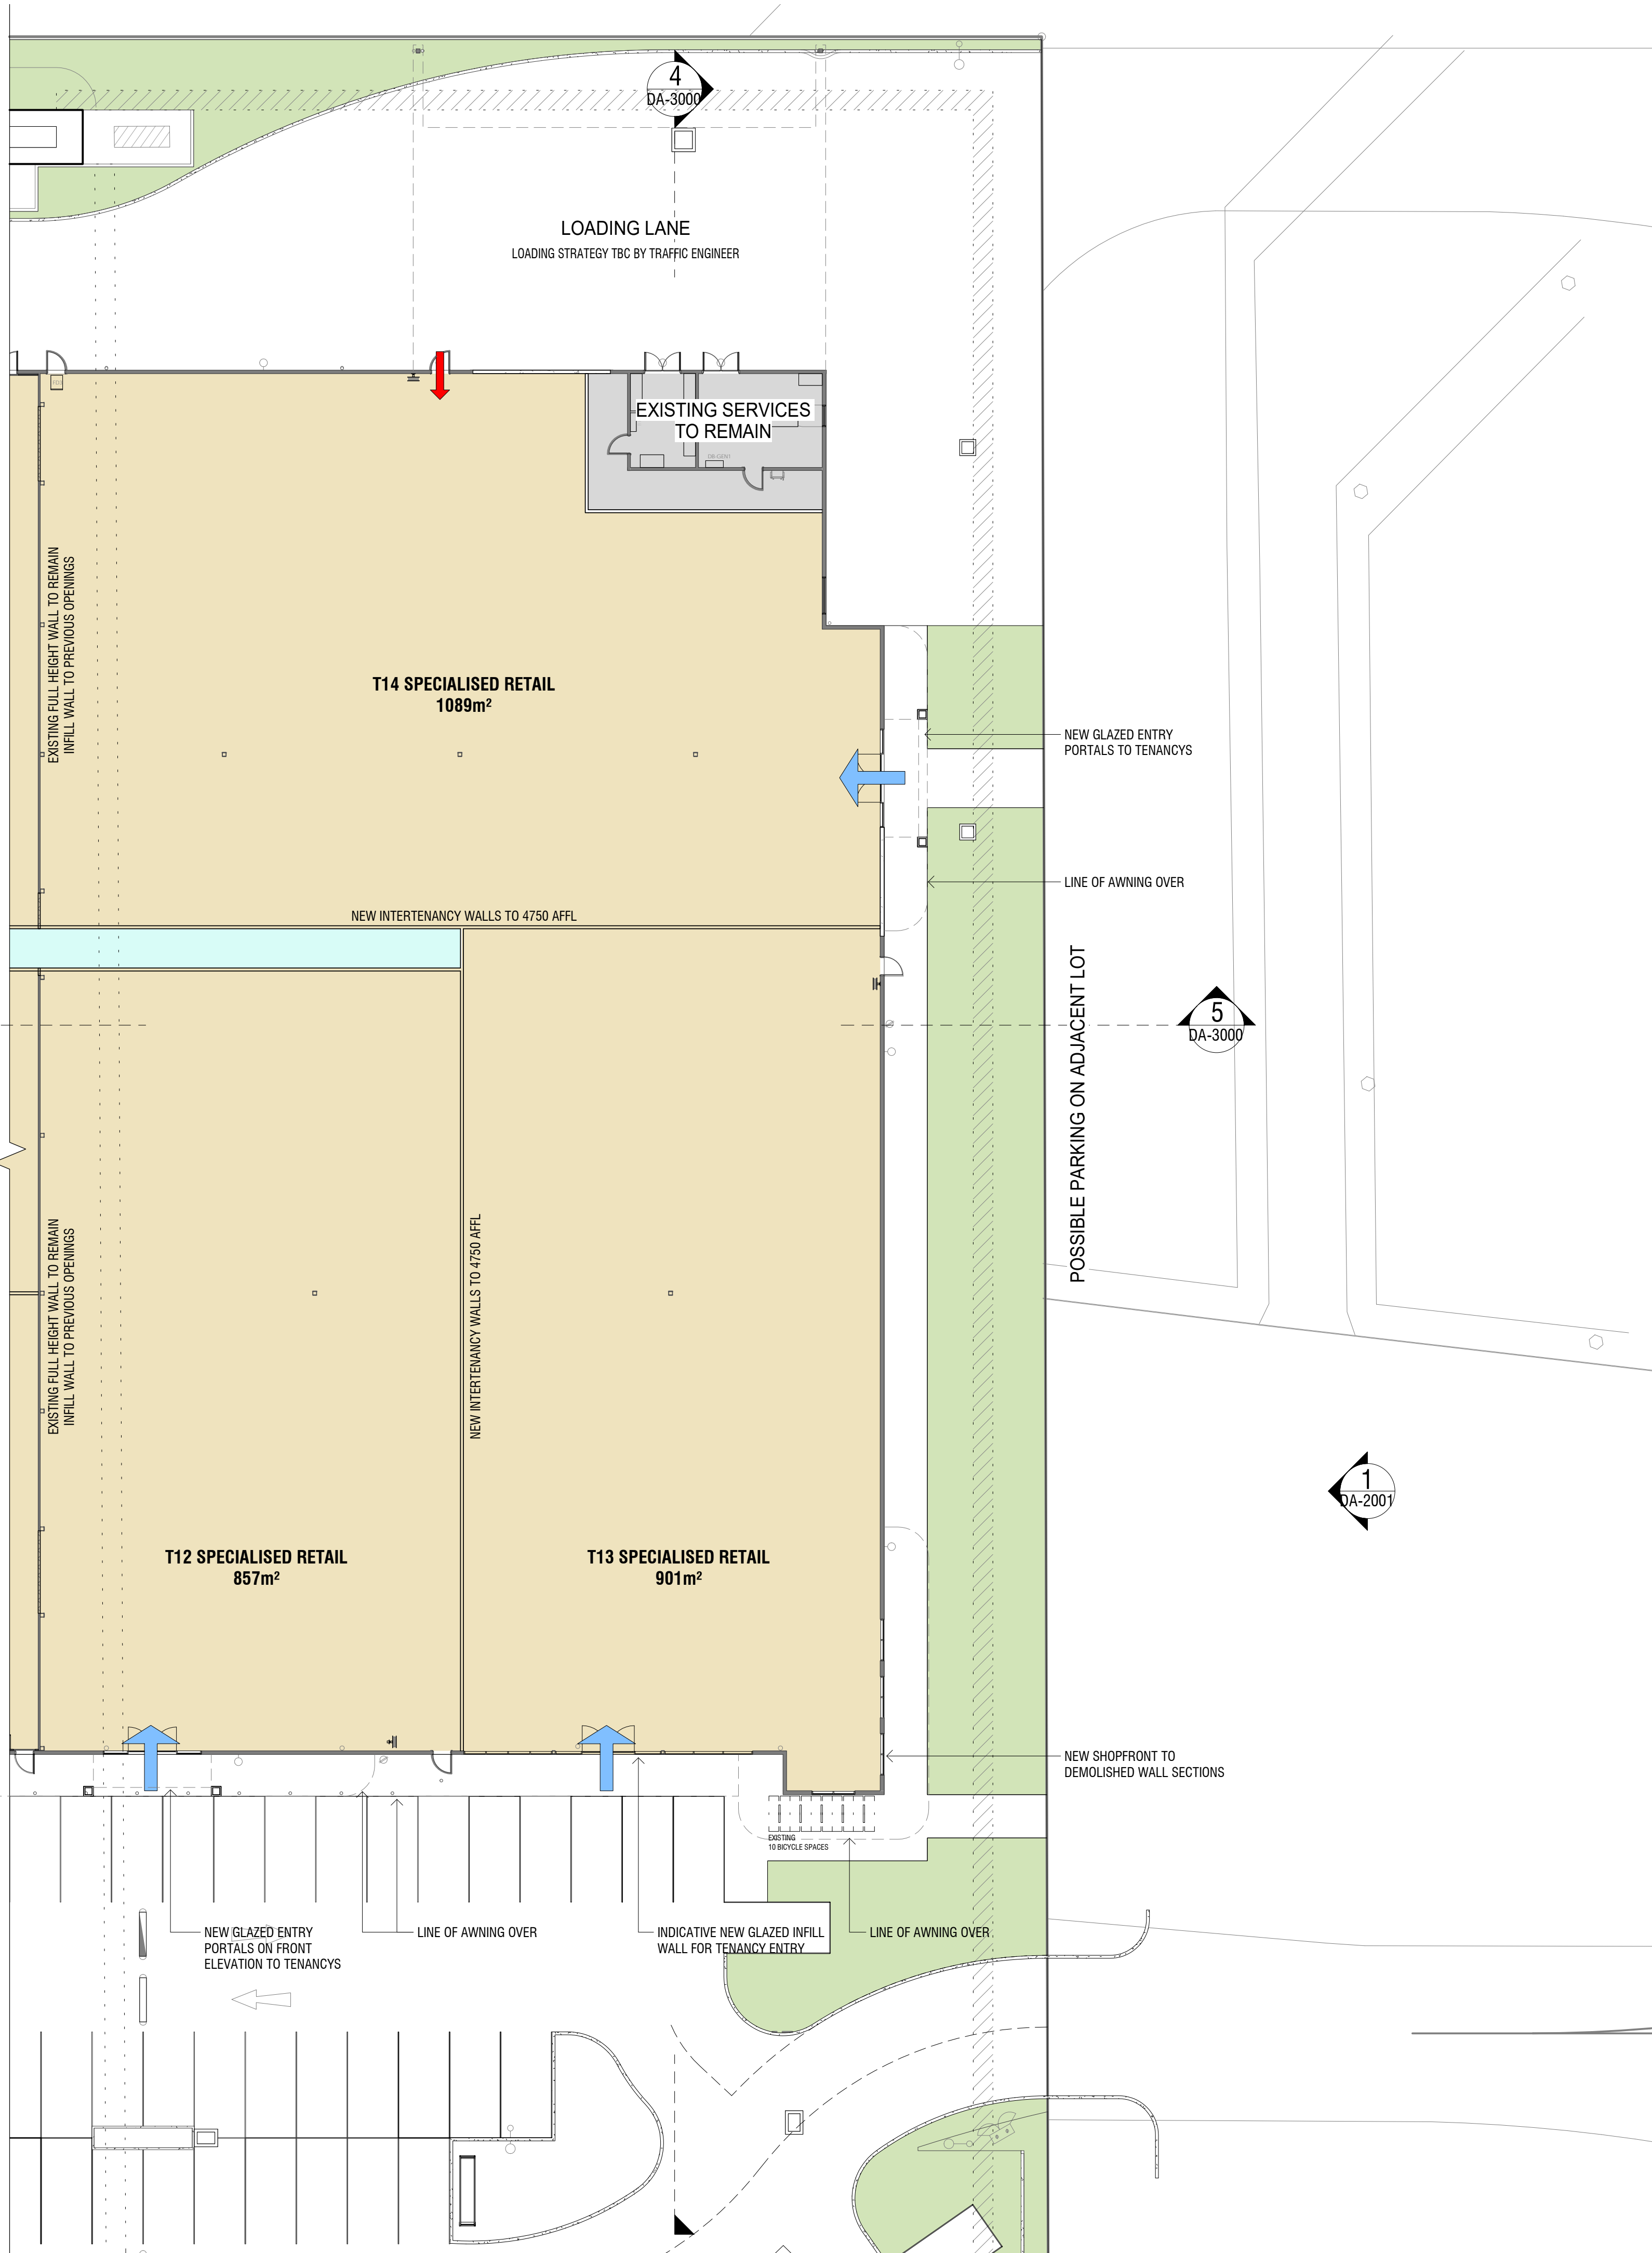 4
DA-3000
LOADING LANE
LOADING STRATEGY TBC BY TRAFFIC ENGINEER
EXISTING SERVICES
TO REMAIN
EXISTING FULL HEIGHT WALL TO REMAIN
INFILL WALL TO PREVIOUS OPENINGS
T14 SPECIALISED RETAIL
1089m²
NEW GLAZED ENTRY
PORTALS TO TENANCYS
LINE OF AWNING OVER
NEW INTERTENANCY WALLS TO 4750 AFFL
POSSIBLE PARKING ON ADJACENT LOT
5
DA-3000
EXISTING FULL HEIGHT WALL TO REMAIN
INFILL WALL TO PREVIOUS OPENINGS
NEW INTERTENANCY WALLS TO 4750 AFFL
1
DA-2001
T12 SPECIALISED RETAIL
857m²
T13 SPECIALISED RETAIL
901m²
NEW SHOPFRONT TO
DEMOLISHED WALL SECTIONS
EXISTING
10 BICYCLE SPACES
NEW GLAZED ENTRY
PORTALS ON FRONT
ELEVATION TO TENANCYS
LINE OF AWNING OVER
INDICATIVE NEW GLAZED INFILL
WALL FOR TENANCY ENTRY
LINE OF AWNING OVER